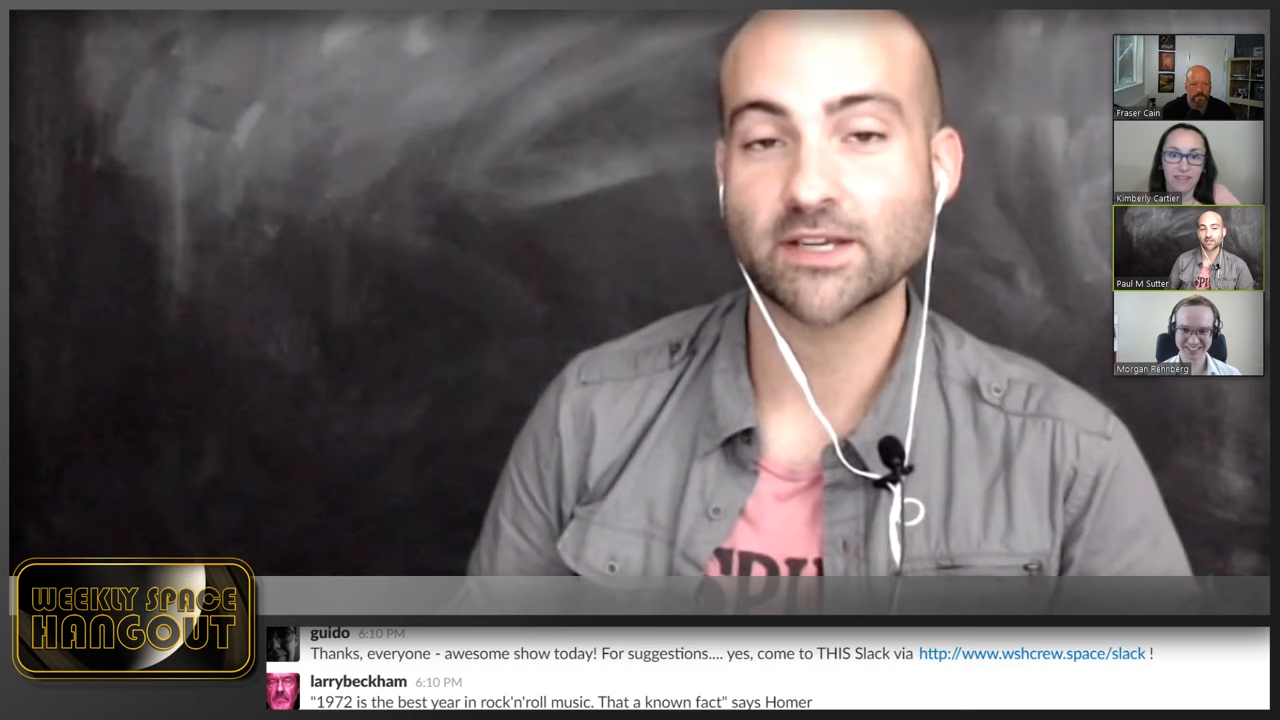 Fraser Cain
Kimberly Cartier
Paul M Sutter
Morgan Rehnberg
WEEKLY SPACE
HANGOUT
guido 6:10 PM
Thanks, everyone - awesome show today! For suggestions.... yes, come to THIS Slack via http://www.wshcrew.space/slack !
larrybeckham 6:10 PM
"1972 is the best year in rock'n'roll music. That a known fact" says Homer